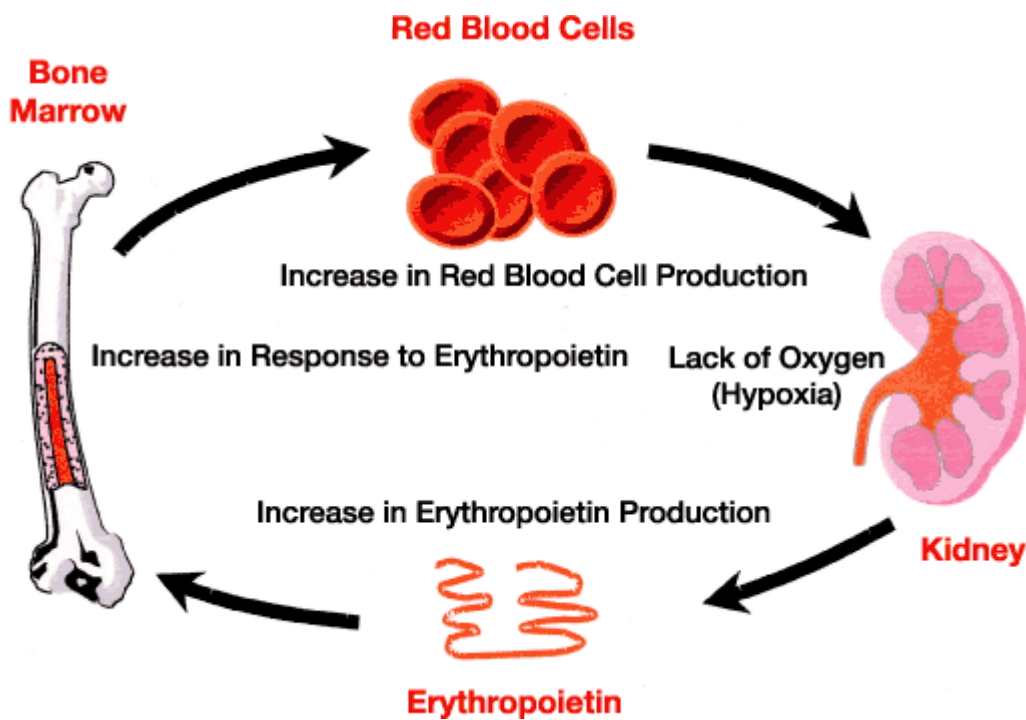 Red Blood Cells
Bone
Marrow
Increase in Red Blood Cell Production
Increase in Response to Erythropoietin
Lack of Oxygen
(Hypoxia)
Increase in Erythropoietin Production
Kidney
Erythropoietin